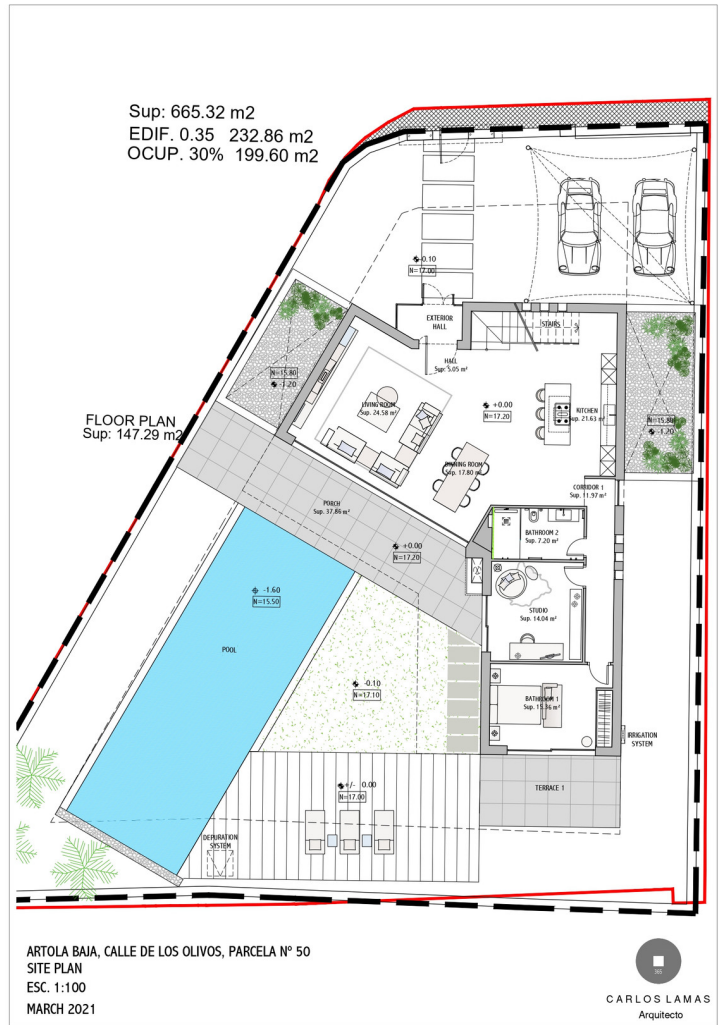 Sup: 665.32 m2
EDIF. 0.35 232.86 m2
OCUP. 30% 199.60 m2
-0.10
N=17.00
EXTERIOR
HALL
STAIRS
HALL
Sup: 5.05 m²
N=15.80
-1.20
LIVING ROOM
Sup. 24.58 m²
+0.00
N=17.20
KITCHEN
Sup. 21.63 m²
N=15.80
-1.20
FLOOR PLAN
Sup: 147.29 m2
DINING ROOM
Sup. 17.80 m²
CORRIDOR 1
Sup. 11.97 m²
PORCH
Sup. 37.86 m²
BATHROOM 2
Sup. 7.20 m²
+0.00
N=17.20
-1.60
N=15.50
STUDIO
Sup. 14.04 m²
POOL
-0.10
N=17.10
BATHROOM 1
Sup. 15.36 m²
IRRIGATION
SYSTEM
+/- 0.00
N=17.00
TERRACE 1
DEPURATION
SYSTEM
ARTOLA BAJA, CALLE DE LOS OLIVOS, PARCELA Nº 50
SITE PLAN
ESC. 1:100
MARCH 2021
CARLOS LAMAS
Arquitecto